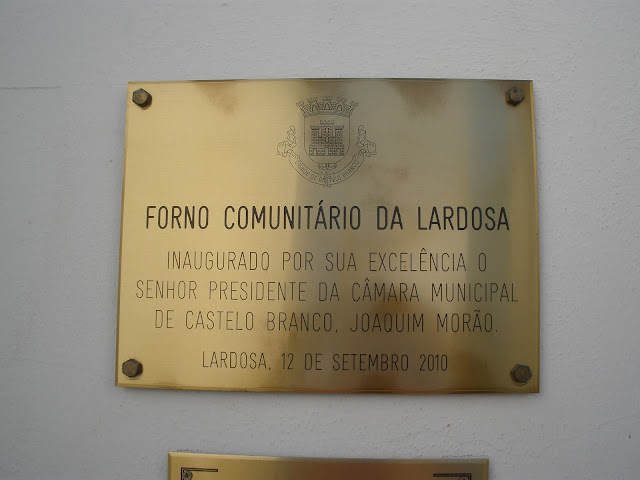 FORNO COMUNITÁRIO DA LARDOSA
INAUGURADO POR SUA EXCELÊNCIA O
SENHOR PRESIDENTE DA CÂMARA MUNICIPAL
DE CASTELO BRANCO, JOAQUIM MORÃO.
LARDOSA, 12 DE SETEMBRO 2010